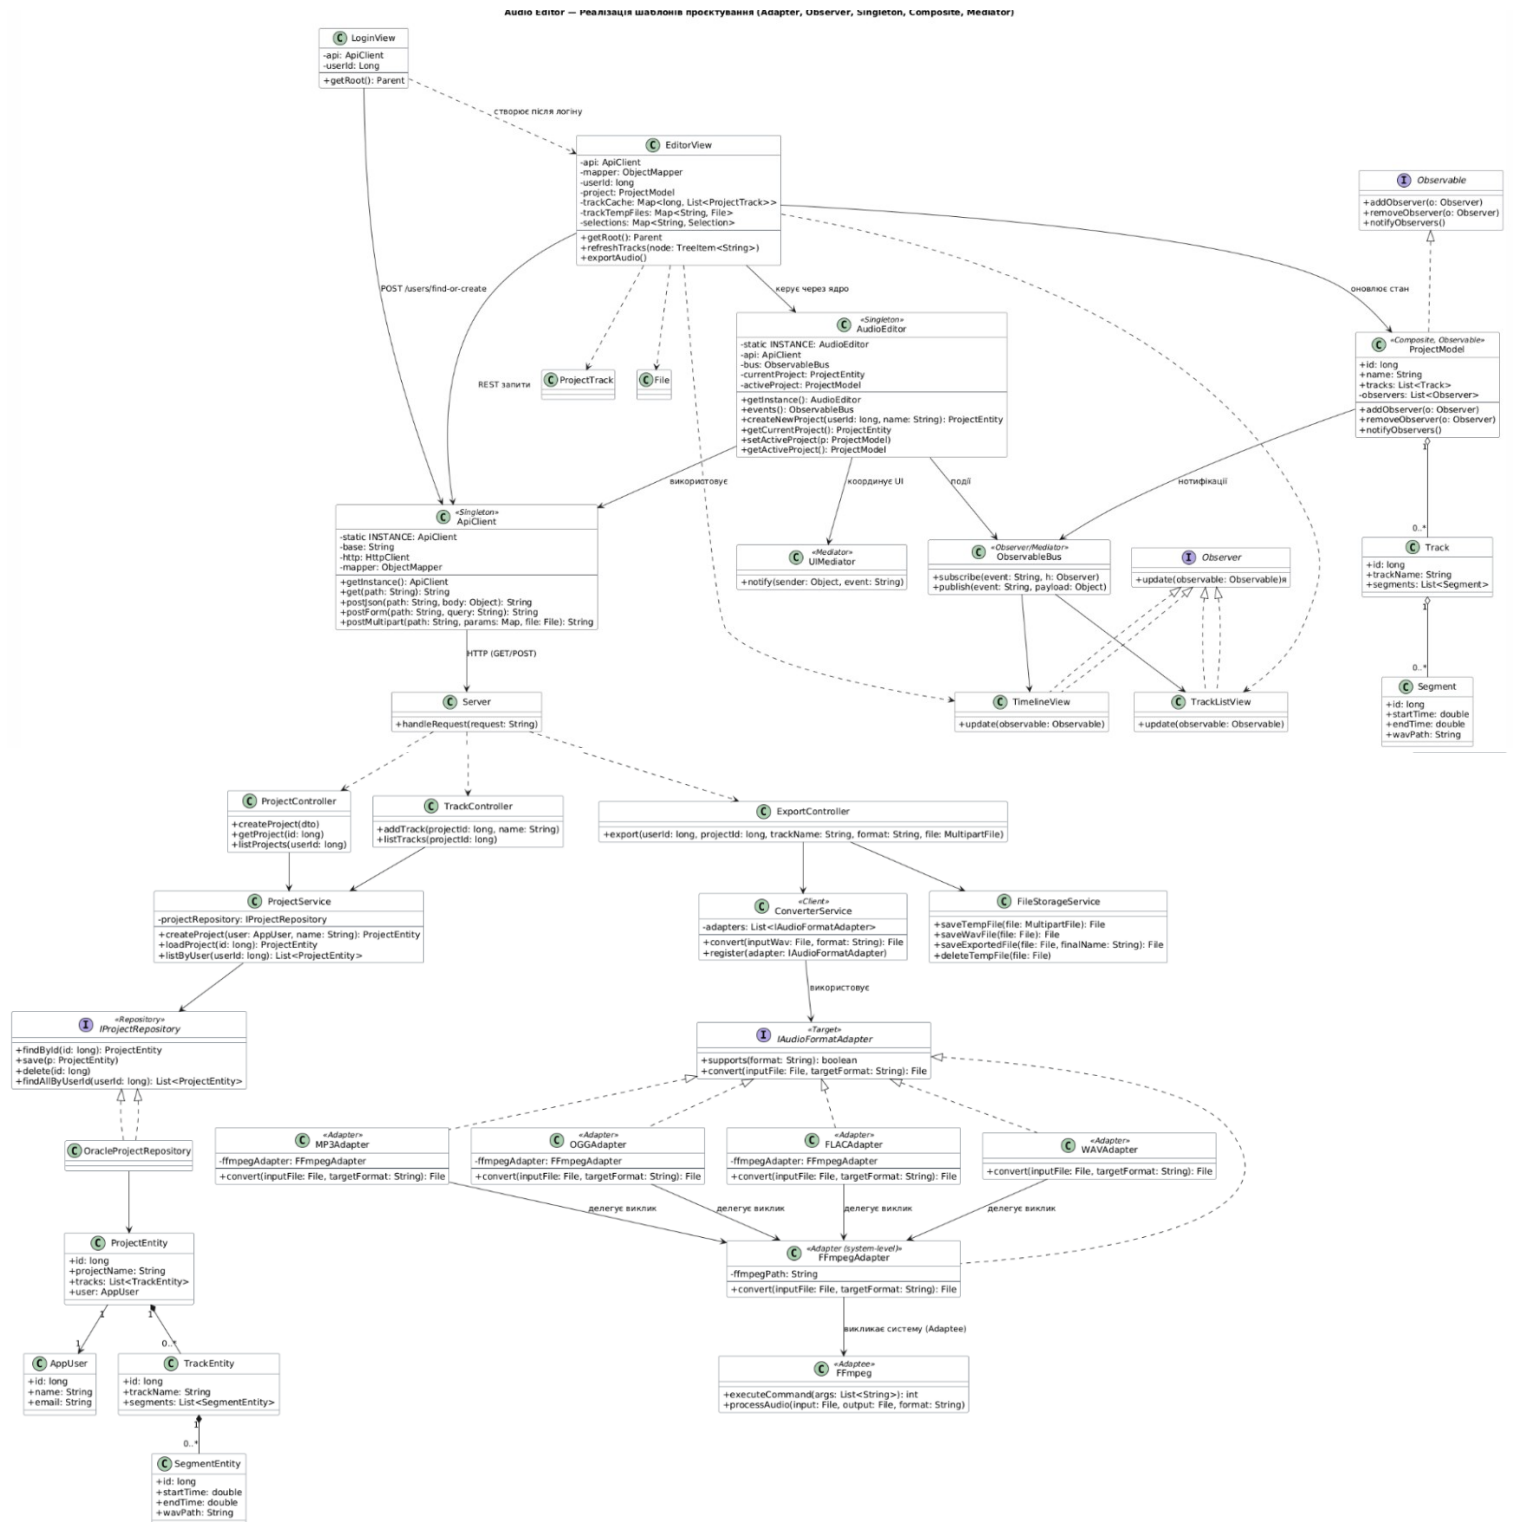 Audio Editor — Реалізація шаблонів проєктування (Adapter, Observer, Singleton, Composite, Mediator)
C LoginView
-api: ApiClient
-userId: Long
+getRoot(): Parent
створює після логіну
C EditorView
-api: ApiClient
-mapper: ObjectMapper
-userId: long
-project: ProjectModel
-trackCache: Map<long, List<ProjectTrack>>
-trackTempFiles: Map<String, File>
-selections: Map<String, Selection>
+getRoot(): Parent
+refreshTracks(node: TreeItem<String>)
+exportAudio()
I Observable
+addObserver(o: Observer)
+removeObserver(o: Observer)
+notifyObservers()
POST /users/find-or-create
керує через ядро
оновлює стан
REST запити
C ProjectTrack
C File
«Singleton»
C AudioEditor
-static INSTANCE: AudioEditor
-api: ApiClient
-bus: ObservableBus
-currentProject: ProjectEntity
-activeProject: ProjectModel
+getInstance(): AudioEditor
+events(): ObservableBus
+createNewProject(userId: long, name: String): ProjectEntity
+getCurrentProject(): ProjectEntity
+setActiveProject(p: ProjectModel)
+getActiveProject(): ProjectModel
«Composite, Observable»
C ProjectModel
+id: long
+name: String
+tracks: List<Track>
-observers: List<Observer>
+addObserver(o: Observer)
+removeObserver(o: Observer)
+notifyObservers()
використовує
координує UI
події
нотифікації
1
0..*
«Singleton»
C ApiClient
-static INSTANCE: ApiClient
-base: String
-http: HttpClient
-mapper: ObjectMapper
+getInstance(): ApiClient
+get(path: String): String
+postJson(path: String, body: Object): String
+postForm(path: String, query: String): String
+postMultipart(path: String, params: Map, file: File): String
«Mediator»
C UIMediator
+notify(sender: Object, event: String)
«Observer/Mediator»
C ObservableBus
+subscribe(event: String, h: Observer)
+publish(event: String, payload: Object)
I Observer
+update(observable: Observable)я
C Track
+id: long
+trackName: String
+segments: List<Segment>
1
0..*
HTTP (GET/POST)
C Server
+handleRequest(request: String)
C TimelineView
+update(observable: Observable)
C TrackListView
+update(observable: Observable)
C Segment
+id: long
+startTime: double
+endTime: double
+wavPath: String
C ProjectController
+createProject(dto)
+getProject(id: long)
+listProjects(userId: long)
C TrackController
+addTrack(projectId: long, name: String)
+listTracks(projectId: long)
C ExportController
+export(userId: long, projectId: long, trackName: String, format: String, file: MultipartFile)
C ProjectService
-projectRepository: IProjectRepository
+createProject(user: AppUser, name: String): ProjectEntity
+loadProject(id: long): ProjectEntity
+listByUser(userId: long): List<ProjectEntity>
«Client»
C ConverterService
-adapters: List<IAudioFormatAdapter>
+convert(inputWav: File, format: String): File
+register(adapter: IAudioFormatAdapter)
C FileStorageService
+saveTempFile(file: MultipartFile): File
+saveWavFile(file: File): File
+saveExportedFile(file: File, finalName: String): File
+deleteTempFile(file: File)
використовує
«Repository»
I IProjectRepository
+findById(id: long): ProjectEntity
+save(p: ProjectEntity)
+delete(id: long)
+findAllByUserId(userId: long): List<ProjectEntity>
«Target»
I IAudioFormatAdapter
+supports(format: String): boolean
+convert(inputFile: File, targetFormat: String): File
C OracleProjectRepository
«Adapter»
C MP3Adapter
-ffmpegAdapter: FFmpegAdapter
+convert(inputFile: File, targetFormat: String): File
«Adapter»
C OGGAdapter
-ffmpegAdapter: FFmpegAdapter
+convert(inputFile: File, targetFormat: String): File
«Adapter»
C FLACAdapter
-ffmpegAdapter: FFmpegAdapter
+convert(inputFile: File, targetFormat: String): File
«Adapter»
C WAVAdapter
+convert(inputFile: File, targetFormat: String): File
делегує виклик
делегує виклик
делегує виклик
делегує виклик
C ProjectEntity
+id: long
+projectName: String
+tracks: List<TrackEntity>
+user: AppUser
«Adapter (system-level)»
C FFmpegAdapter
-ffmpegPath: String
+convert(inputFile: File, targetFormat: String): File
1
1
1
0..*
викликає систему (Adaptee)
C AppUser
+id: long
+name: String
+email: String
C TrackEntity
+id: long
+trackName: String
+segments: List<SegmentEntity>
«Adaptee»
C FFmpeg
+executeCommand(args: List<String>): int
+processAudio(input: File, output: File, format: String)
1
0..*
C SegmentEntity
+id: long
+startTime: double
+endTime: double
+wavPath: String